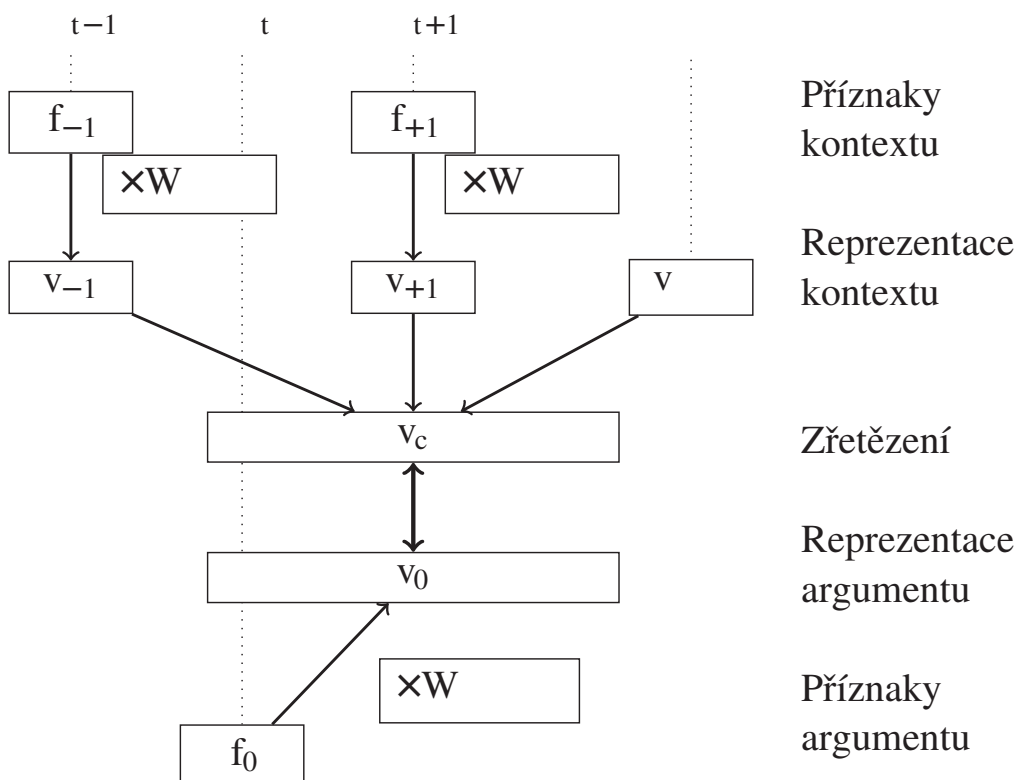 t−1 t t+1
f−1 f+1 Příznaky
kontextu
×W ×W
Reprezentace
v−1 v+1 v kontextu
vc Zřetězení
Reprezentace
v0 argumentu
×W Příznaky
f0 argumentu